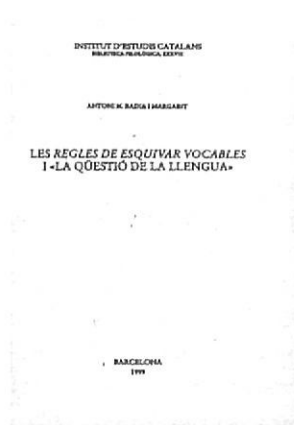 INSTITUT D'ESTUDIS CATALANS
BIBLIOTECA FILOLÒGICA, XXXVIII
ANTONI M. BADIA I MARGARIT
LES REGLES DE ESQUIVAR VOCABLES
I «LA QÜESTIÓ DE LA LLENGUA»
BARCELONA
1999